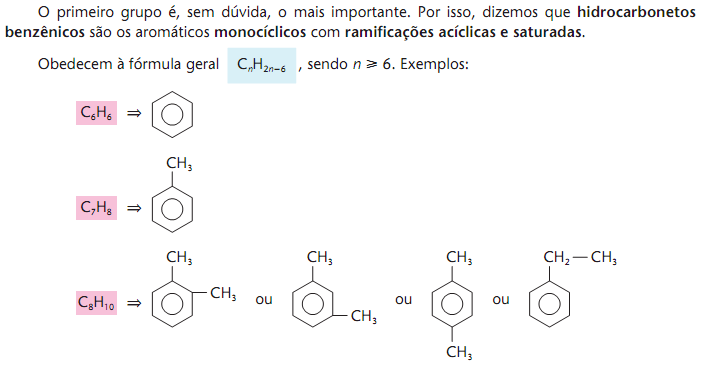 O primeiro grupo é, sem dúvida, o mais importante. Por isso, dizemos que hidrocarbonetos
benzênicos são os aromáticos monocíclicos com ramificações acíclicas e saturadas.
Obedecem à fórmula geral CₙH₂ₙ₋₆ , sendo n ⩾ 6. Exemplos:
C₆H₆ ⇒
CH₃
C₇H₈ ⇒
CH₃ CH₃ CH₃ CH₂—CH₃
C₈H₁₀ ⇒ CH₃ ou CH₃ ou ou
CH₃